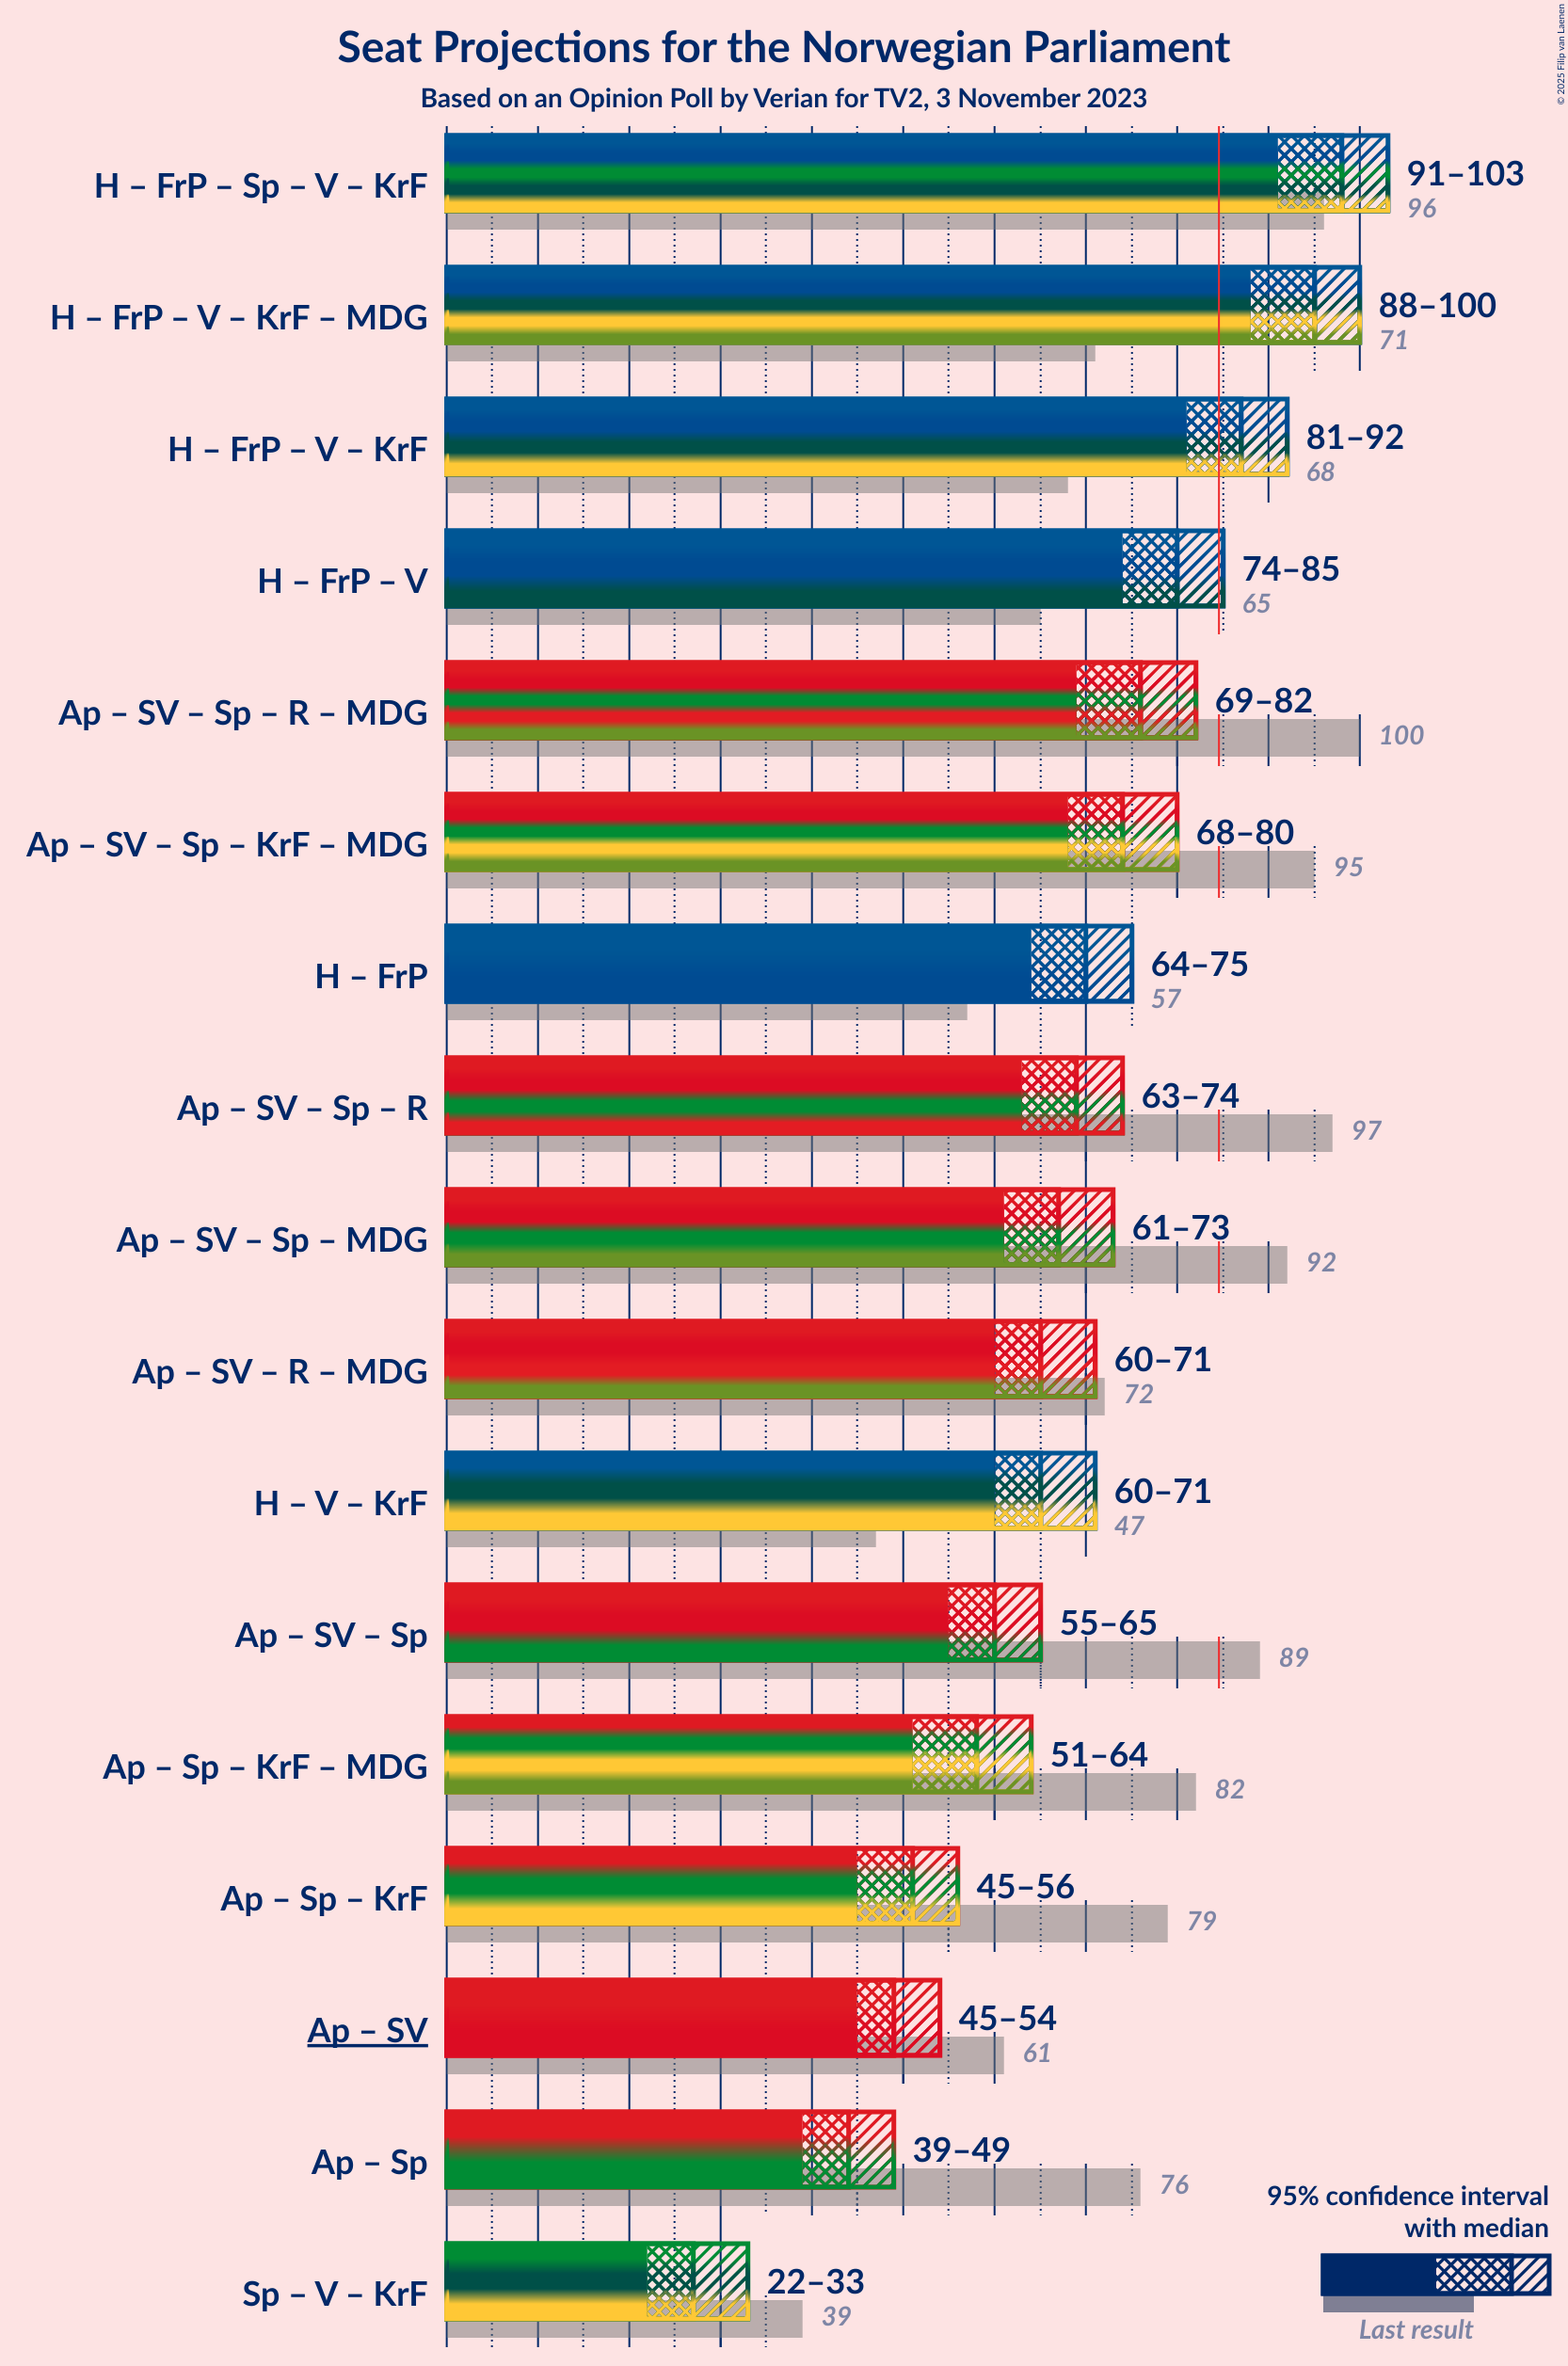 Seat Projections for the Norwegian Parliament
Based on an Opinion Poll by Verian for TV2, 3 November 2023
© 2025 Filip van Laenen
H – FrP – Sp – V – KrF
91–103
96
H – FrP – V – KrF – MDG
88–100
71
H – FrP – V – KrF
81–92
68
H – FrP – V
74–85
65
Ap – SV – Sp – R – MDG
69–82
100
Ap – SV – Sp – KrF – MDG
68–80
95
H – FrP
64–75
57
Ap – SV – Sp – R
63–74
97
Ap – SV – Sp – MDG
61–73
92
Ap – SV – R – MDG
60–71
72
H – V – KrF
60–71
47
Ap – SV – Sp
55–65
89
Ap – Sp – KrF – MDG
51–64
82
Ap – Sp – KrF
45–56
79
Ap – SV
45–54
61
Ap – Sp
39–49
76
Sp – V – KrF
22–33
39
95% confidence interval
with median
Last result